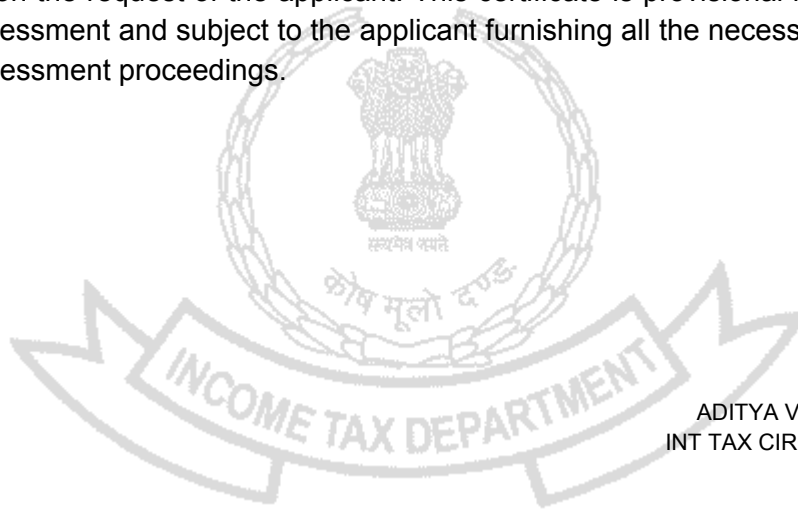 on the request of the applicant. This certificate is provisional
essment and subject to the applicant furnishing all the necess
essment proceedings.
सत्यमेव जयते
कोष मूलो दण्डः
INCOME TAX DEPARTMENT
ADITYA V
INT TAX CIR